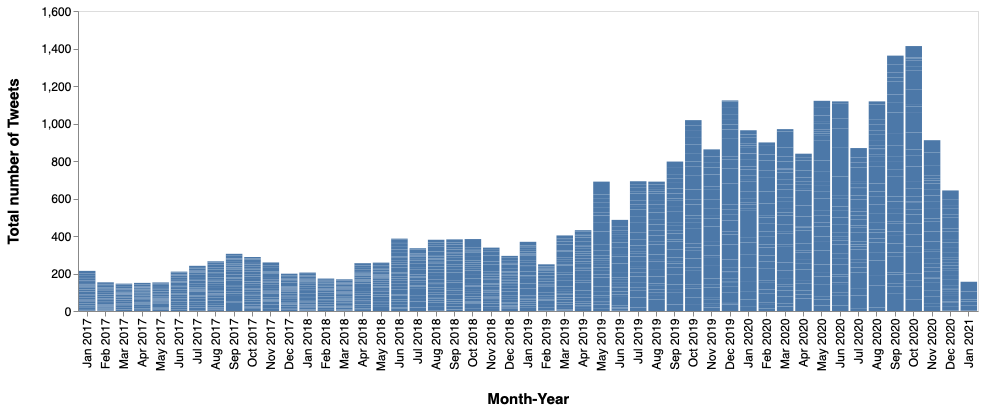 1,600
1,400
1,200
1,000
800
600
400
200
0
Total number of Tweets
Jan 2017
Feb 2017
Mar 2017
Apr 2017
May 2017
Jun 2017
Jul 2017
Aug 2017
Sep 2017
Oct 2017
Nov 2017
Dec 2017
Jan 2018
Feb 2018
Mar 2018
Apr 2018
May 2018
Jun 2018
Jul 2018
Aug 2018
Sep 2018
Oct 2018
Nov 2018
Dec 2018
Jan 2019
Feb 2019
Mar 2019
Apr 2019
May 2019
Jun 2019
Jul 2019
Aug 2019
Sep 2019
Oct 2019
Nov 2019
Dec 2019
Jan 2020
Feb 2020
Mar 2020
Apr 2020
May 2020
Jun 2020
Jul 2020
Aug 2020
Sep 2020
Oct 2020
Nov 2020
Dec 2020
Jan 2021
Month-Year